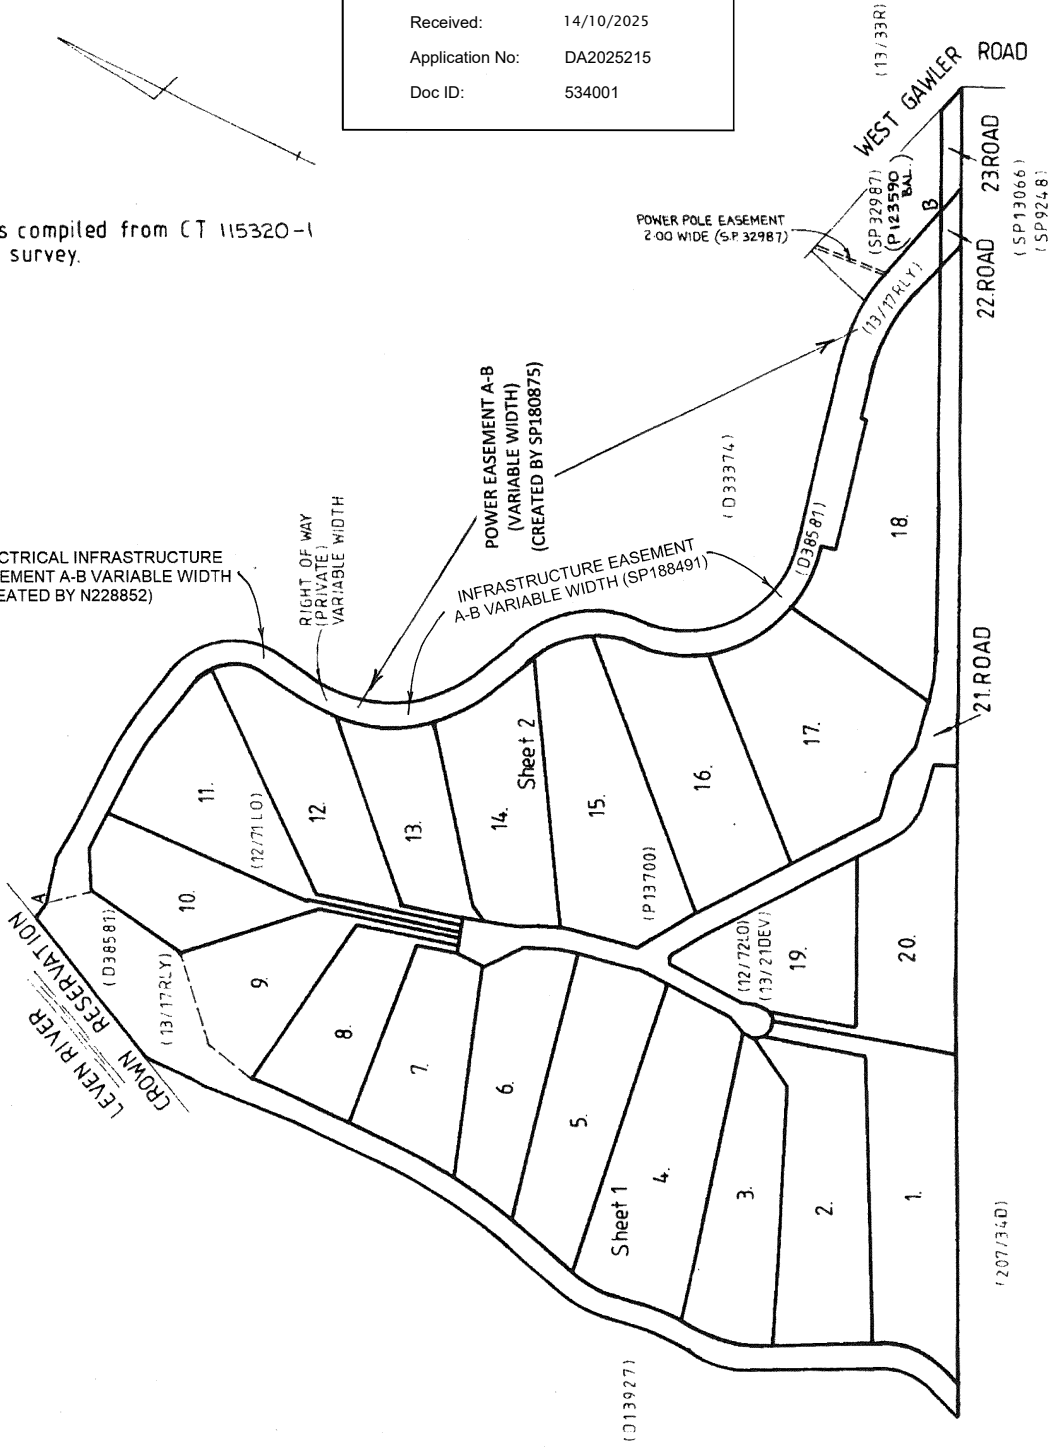 Received: 14/10/2025
Application No: DA2025215
Doc ID: 534001
(13/33R)
WEST GAWLER ROAD
s compiled from CT 115320-1
survey.
POWER POLE EASEMENT
2·00 WIDE (S.P. 32987)
(SP32987)
(P123590
BAL.)
B
23ROAD
(SP13066)
(SP9248)
22.ROAD
(13/17RLY)
POWER EASEMENT A-B
(VARIABLE WIDTH)
(CREATED BY SP180875)
(D33374)
18.
CTRICAL INFRASTRUCTURE
EMENT A-B VARIABLE WIDTH
EATED BY N228852)
RIGHT OF WAY
(PRIVATE)
VARIABLE WIDTH
INFRASTRUCTURE EASEMENT
A-B VARIABLE WIDTH (SP188491)
(D38581)
21.ROAD
17.
16.
15.
Sheet 2
14.
13.
12.
11.
(12/71LO)
10.
A
(D38581)
(13/17RLY)
CROWN RESERVATION
LEVEN RIVER
(P13700)
(12/72LO)
(13/21DEV)
19.
20.
9.
8.
7.
6.
5.
4.
Sheet 1
3.
2.
1.
(207/34D)
(D13927)